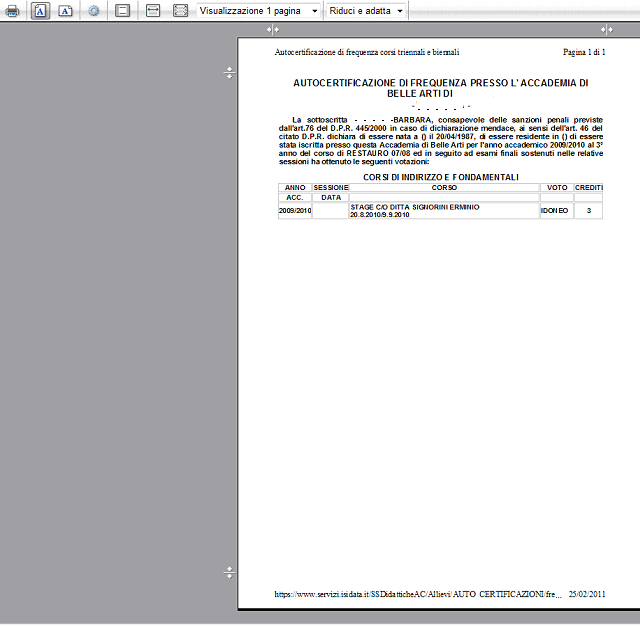 Visualizzazione 1 pagina
Riduci e adatta
Autocertificazione di frequenza corsi triennali e biennali
Pagina 1 di 1
AUTOCERTIFICAZIONE DI FREQUENZA PRESSO L' ACCADEMIA DI
BELLE ARTI DI
La sottoscritta - - - - -BARBARA, consapevole delle sanzioni penali previste
dall'art.76 del D.P.R. 445/2000 in caso di dichiarazione mendace, ai sensi dell'art. 46 del
citato D.P.R. dichiara di essere nata a () il 20/04/1987, di essere residente in () di essere
stata iscritta presso questa Accademia di Belle Arti per l'anno accademico 2009/2010 al 3°
anno del corso di RESTAURO 07/08 ed in seguito ad esami finali sostenuti nelle relative
sessioni ha ottenuto le seguenti votazioni:
CORSI DI INDIRIZZO E FONDAMENTALI
ANNO SESSIONE CORSO VOTO CREDITI
ACC. DATA
2009/2010 STAGE C/O DITTA SIGNORINI ERMINIO IDONEO 3
20.8.2010/9.9.2010
https://www.servizi.isidata.it/SSDidatticheAC/Allievi/AUTO CERTIFICAZIONI/fre... 25/02/2011